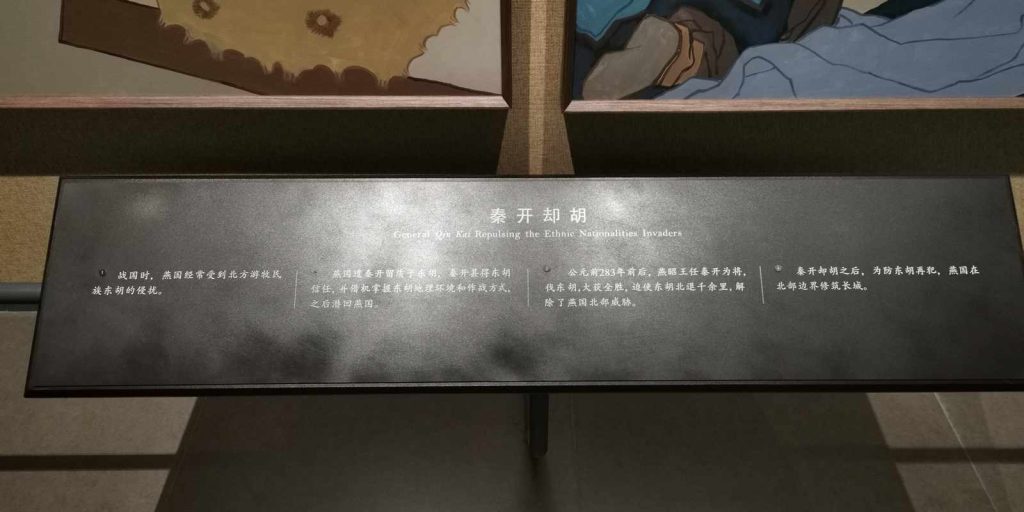 秦开却胡
General Qin Kai Repulsing the Ethnic Nationalities Invaders
战国时，燕国经常受到北方游牧民
族东胡的侵扰。
燕国遣秦开留质于东胡，秦开甚得东胡
信任，并借机掌握东胡地理环境和作战方式，
之后潜回燕国。
公元前283年前后，燕昭王任秦开为将，
伐东胡，大获全胜，迫使东胡北退千余里，解
除了燕国北部威胁。
秦开却胡之后，为防东胡再犯，燕国在
北部边界修筑长城。